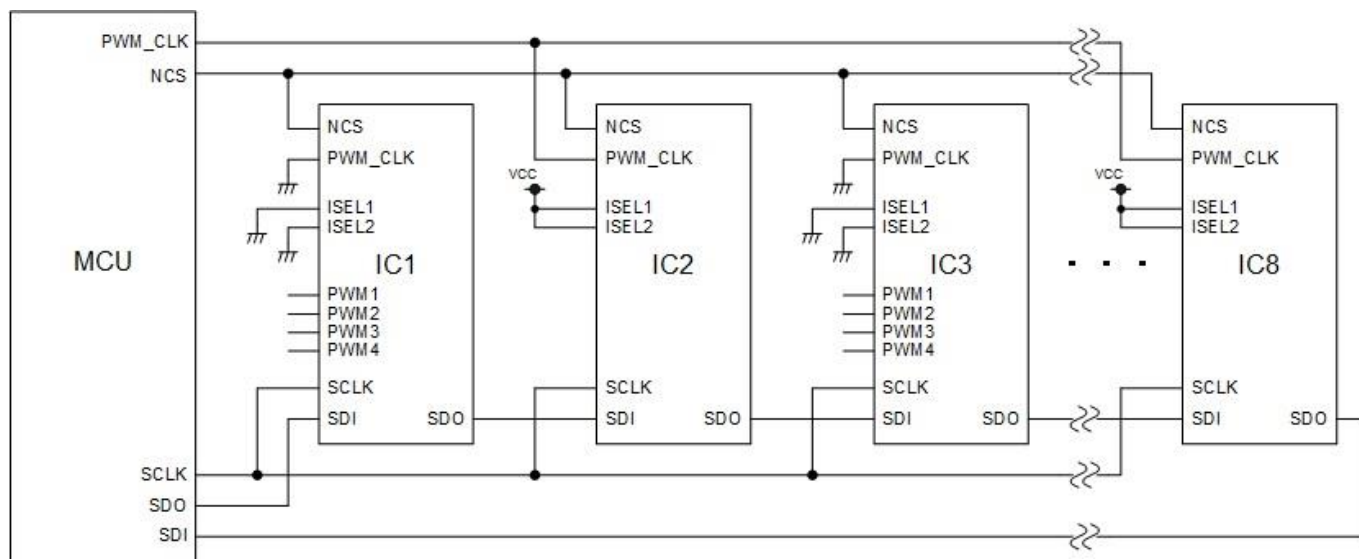 PWM_CLK
NCS
MCU
SCLK
SDO
SDI
NCS
PWM_CLK
ISEL1
ISEL2
IC1
PWM1
PWM2
PWM3
PWM4
SCLK
SDI SDO
NCS
PWM_CLK
VCC
ISEL1
ISEL2
IC2
SCLK
SDI SDO
NCS
PWM_CLK
ISEL1
ISEL2
IC3
PWM1
PWM2
PWM3
PWM4
SCLK
SDI SDO
. . .
NCS
PWM_CLK
VCC
ISEL1
ISEL2
IC8
SCLK
SDI SDO